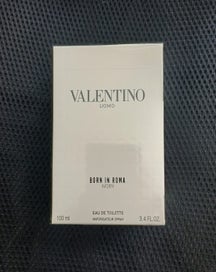 VALENTINO
UOMO
BORN IN ROMA
IVORY
EAU DE TOILETTE
VAPORISATEUR SPRAY
100 ml
3.4 FL.OZ.